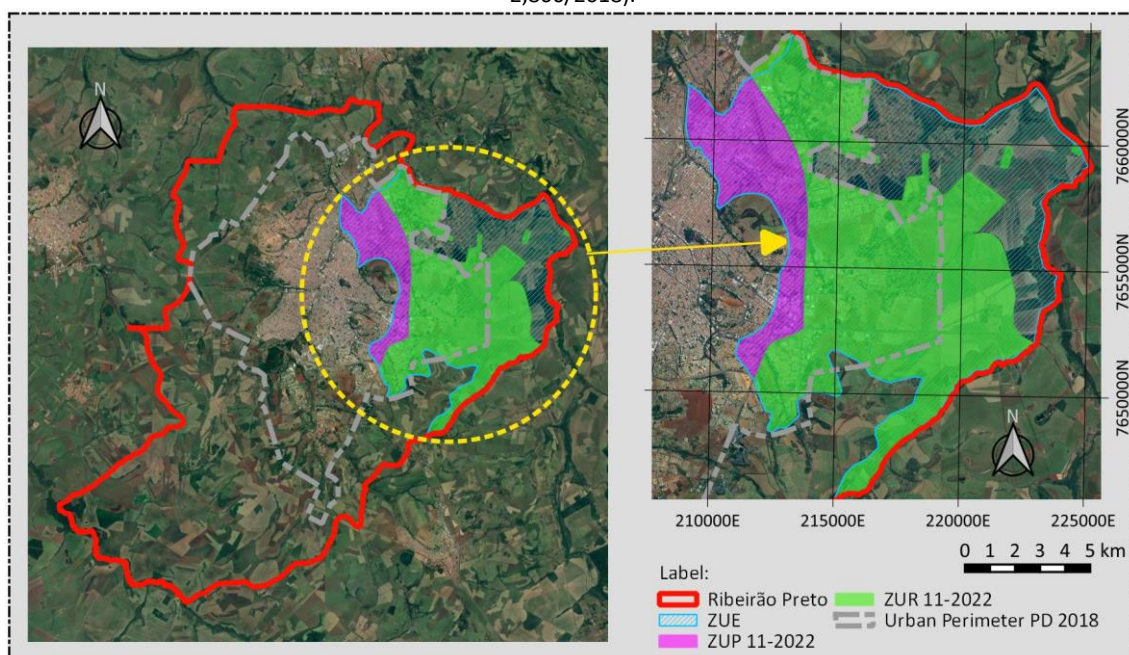 2,866/2018).
N
N
7660000N
7655000N
7650000N
210000E 215000E 220000E 225000E
0 1 2 3 4 5 km
Label:
Ribeirão Preto
ZUR 11-2022
ZUE
Urban Perimeter PD 2018
ZUP 11-2022